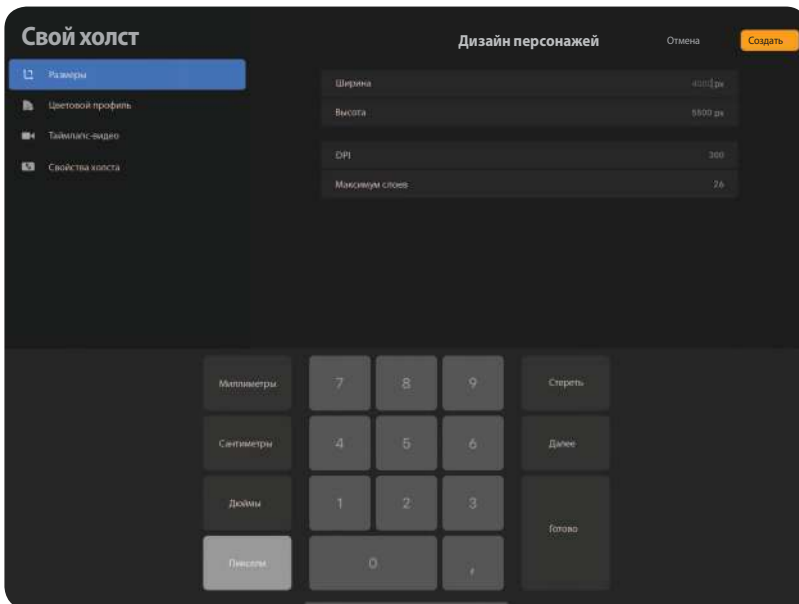 Свой холст
Дизайн персонажей
Отмена
Создать
Размеры
Цветовой профиль
Таймлапс-видео
Свойства холста
Ширина
px
Высота
px
DPI
300
Максимум слоев
26
Миллиметры
7
8
9
Стереть
Сантиметры
4
5
6
Далее
Дюймы
1
2
3
Готово
Пиксели
0
,